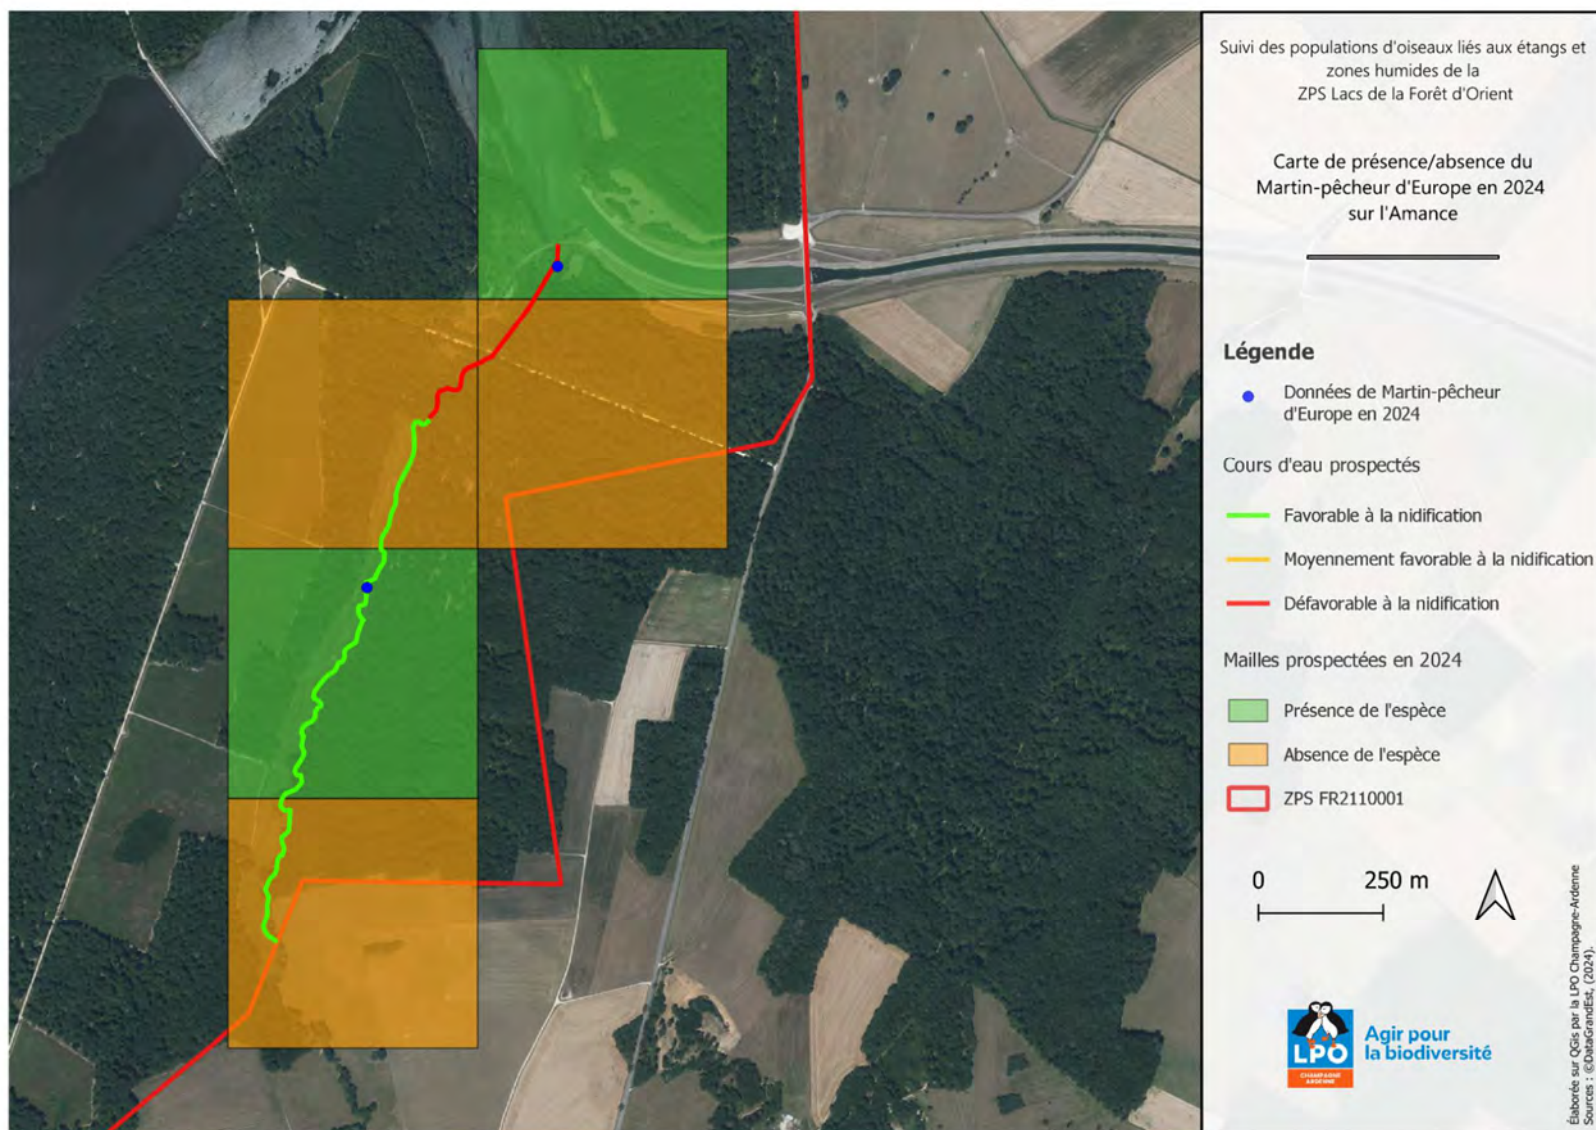 Suivi des populations d'oiseaux liés aux étangs et
zones humides de la
ZPS Lacs de la Forêt d'Orient
Carte de présence/absence du
Martin-pêcheur d'Europe en 2024
sur l'Amance
Légende
Données de Martin-pêcheur
d'Europe en 2024
Cours d'eau prospectés
Favorable à la nidification
Moyennement favorable à la nidification
Défavorable à la nidification
Mailles prospectées en 2024
Présence de l'espèce
Absence de l'espèce
ZPS FR2110001
0 250 m
LPO
CHAMPAGNE
ARDENNE
Agir pour
la biodiversité
Élaborée sur QGis par la LPO Champagne-Ardenne
Sources : ©DataGrandEst, (2024).